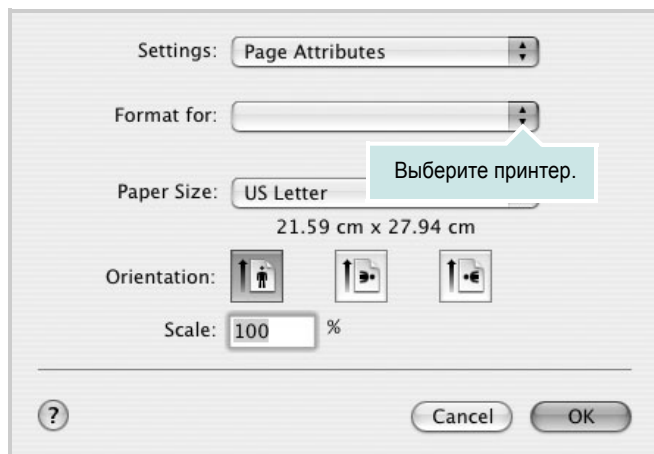 Settings: Page Attributes
Format for:
Выберите принтер.
Paper Size: US Letter
21.59 cm x 27.94 cm
Orientation:
Scale: 100 %
? Cancel OK